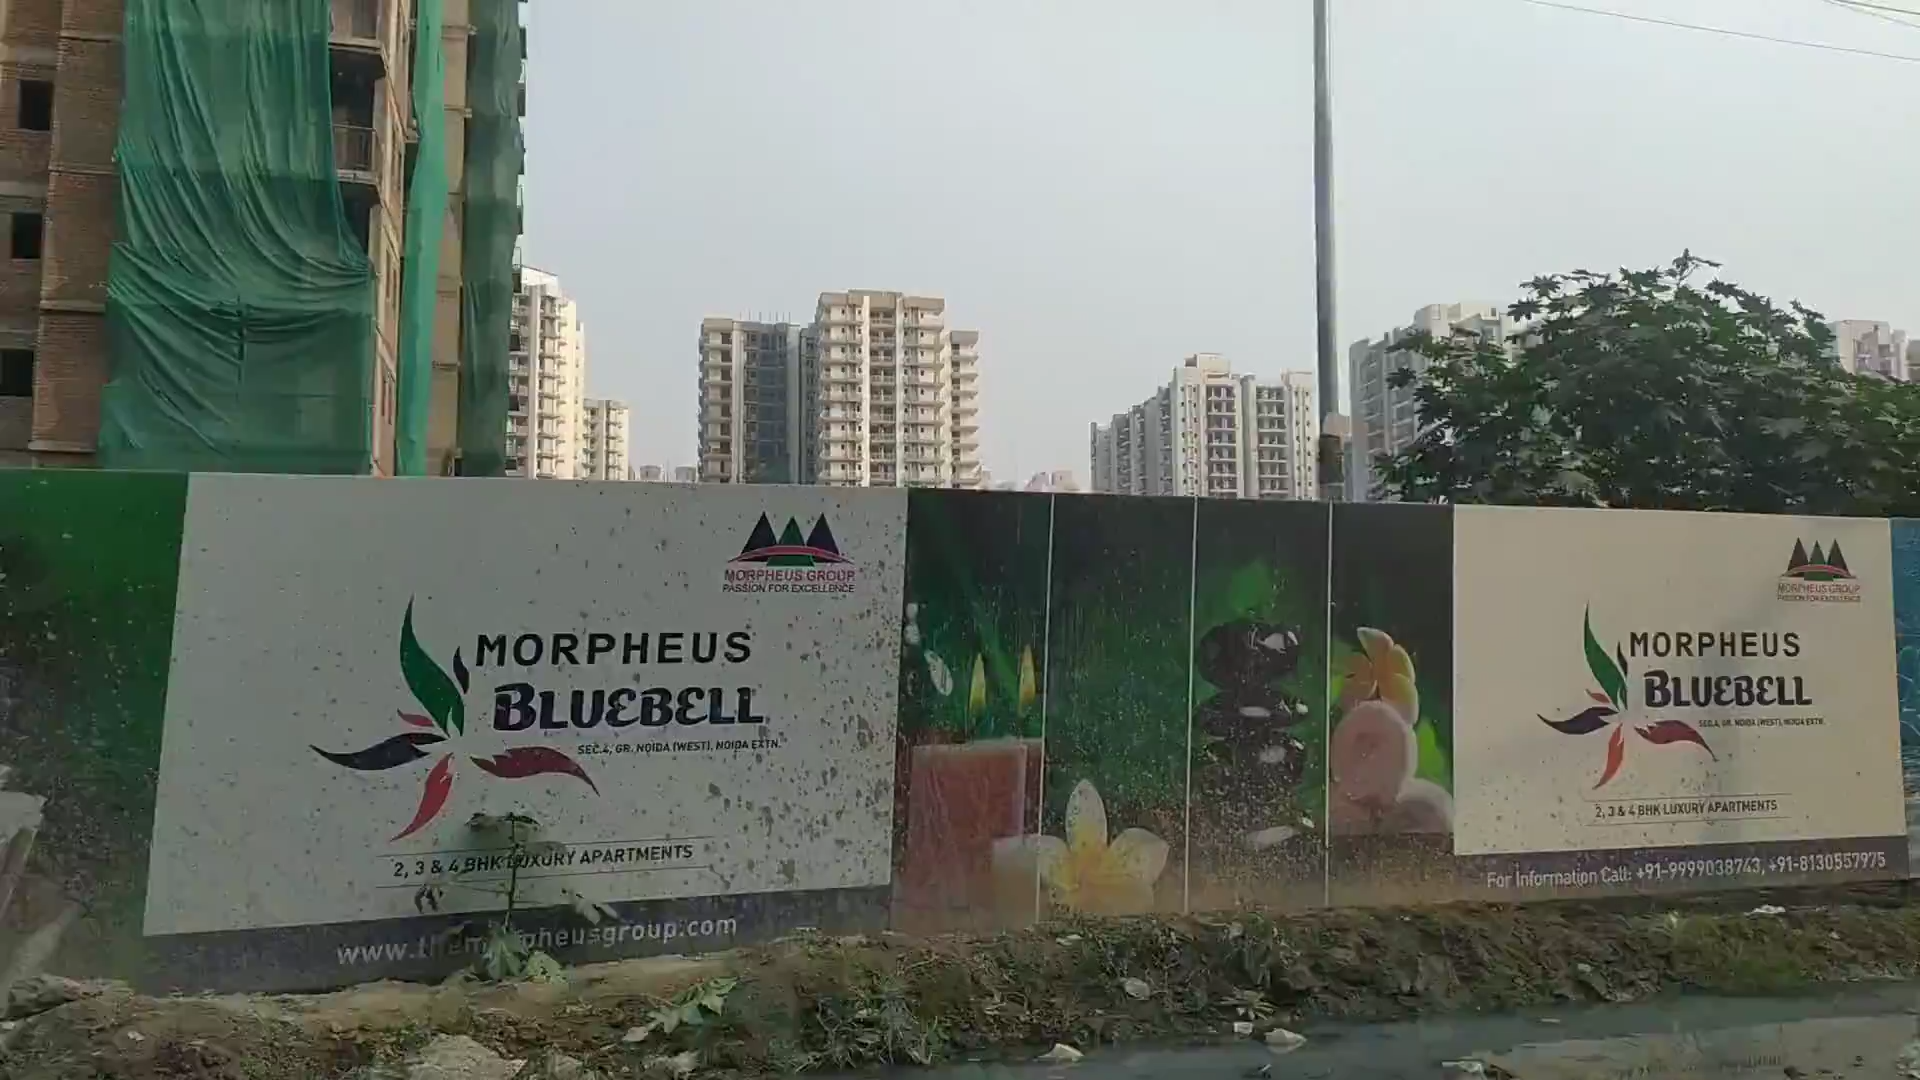 MORPHEUS GROUP
PASSION FOR EXCELLENCE
MORPHEUS
BLUEBELL
SEC.4, GR. NOIDA (WEST), NOIDA EXTN.
2, 3 & 4 BHK LUXURY APARTMENTS
www.themorpheusgroup.com
MORPHEUS GROUP
PASSION FOR EXCELLENCE
MORPHEUS
BLUEBELL
SEC.4, GR. NOIDA (WEST), NOIDA EXTN.
2, 3 & 4 BHK LUXURY APARTMENTS
For Information Call: +91-9999038743, +91-8130557975